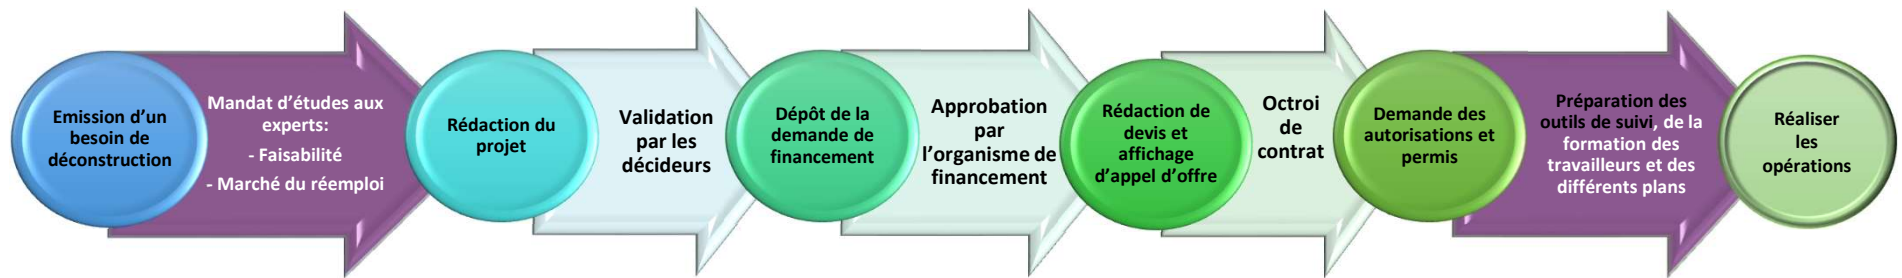 Emission d'un
besoin de
déconstruction
Mandat d'études aux
experts:
- Faisabilité
- Marché du réemploi
Rédaction du
projet
Validation
par les
décideurs
Dépôt de la
demande de
financement
Approbation
par
l'organisme de
financement
Rédaction de
devis et
affichage
d'appel d'offre
Octroi
de
contrat
Demande des
autorisations et
permis
Préparation des
outils de suivi, de la
formation des
travailleurs et des
différents plans
Réaliser
les
opérations